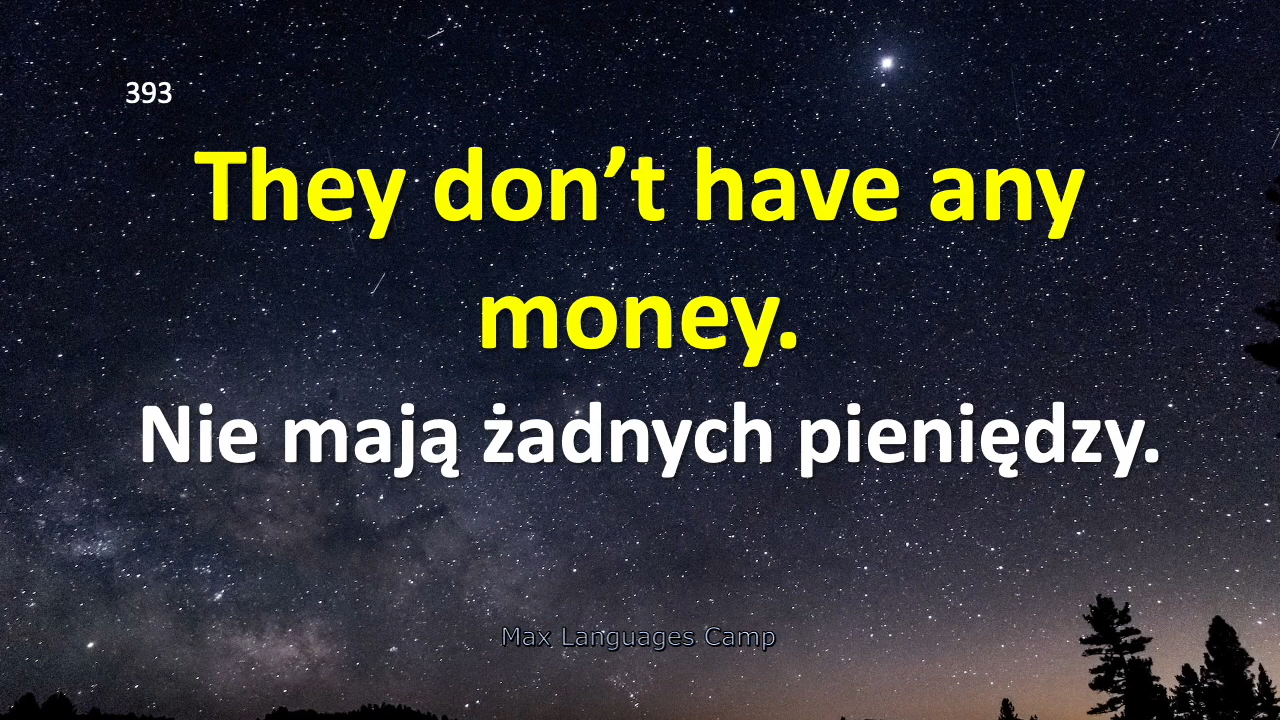 393
They don’t have any
money.
Nie mają żadnych pieniędzy.
Max Languages Camp